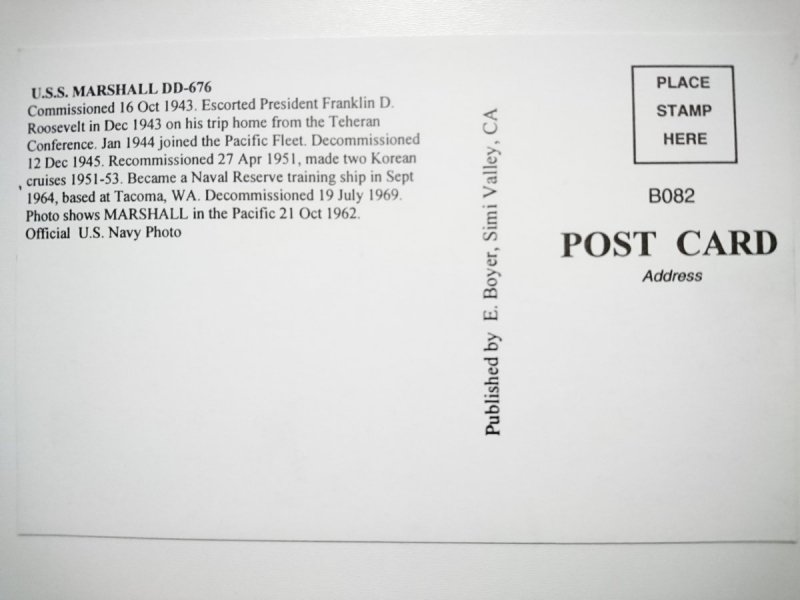 U.S.S. MARSHALL DD-676
Commissioned 16 Oct 1943. Escorted President Franklin D.
Roosevelt in Dec 1943 on his trip home from the Teheran
Conference. Jan 1944 joined the Pacific Fleet. Decommissioned
12 Dec 1945. Recommissioned 27 Apr 1951, made two Korean
cruises 1951-53. Became a Naval Reserve training ship in Sept
1964, based at Tacoma, WA. Decommissioned 19 July 1969.
Photo shows MARSHALL in the Pacific 21 Oct 1962.
Official U.S. Navy Photo
Published by E. Boyer, Simi Valley, CA
PLACE
STAMP
HERE
B082
POST CARD
Address